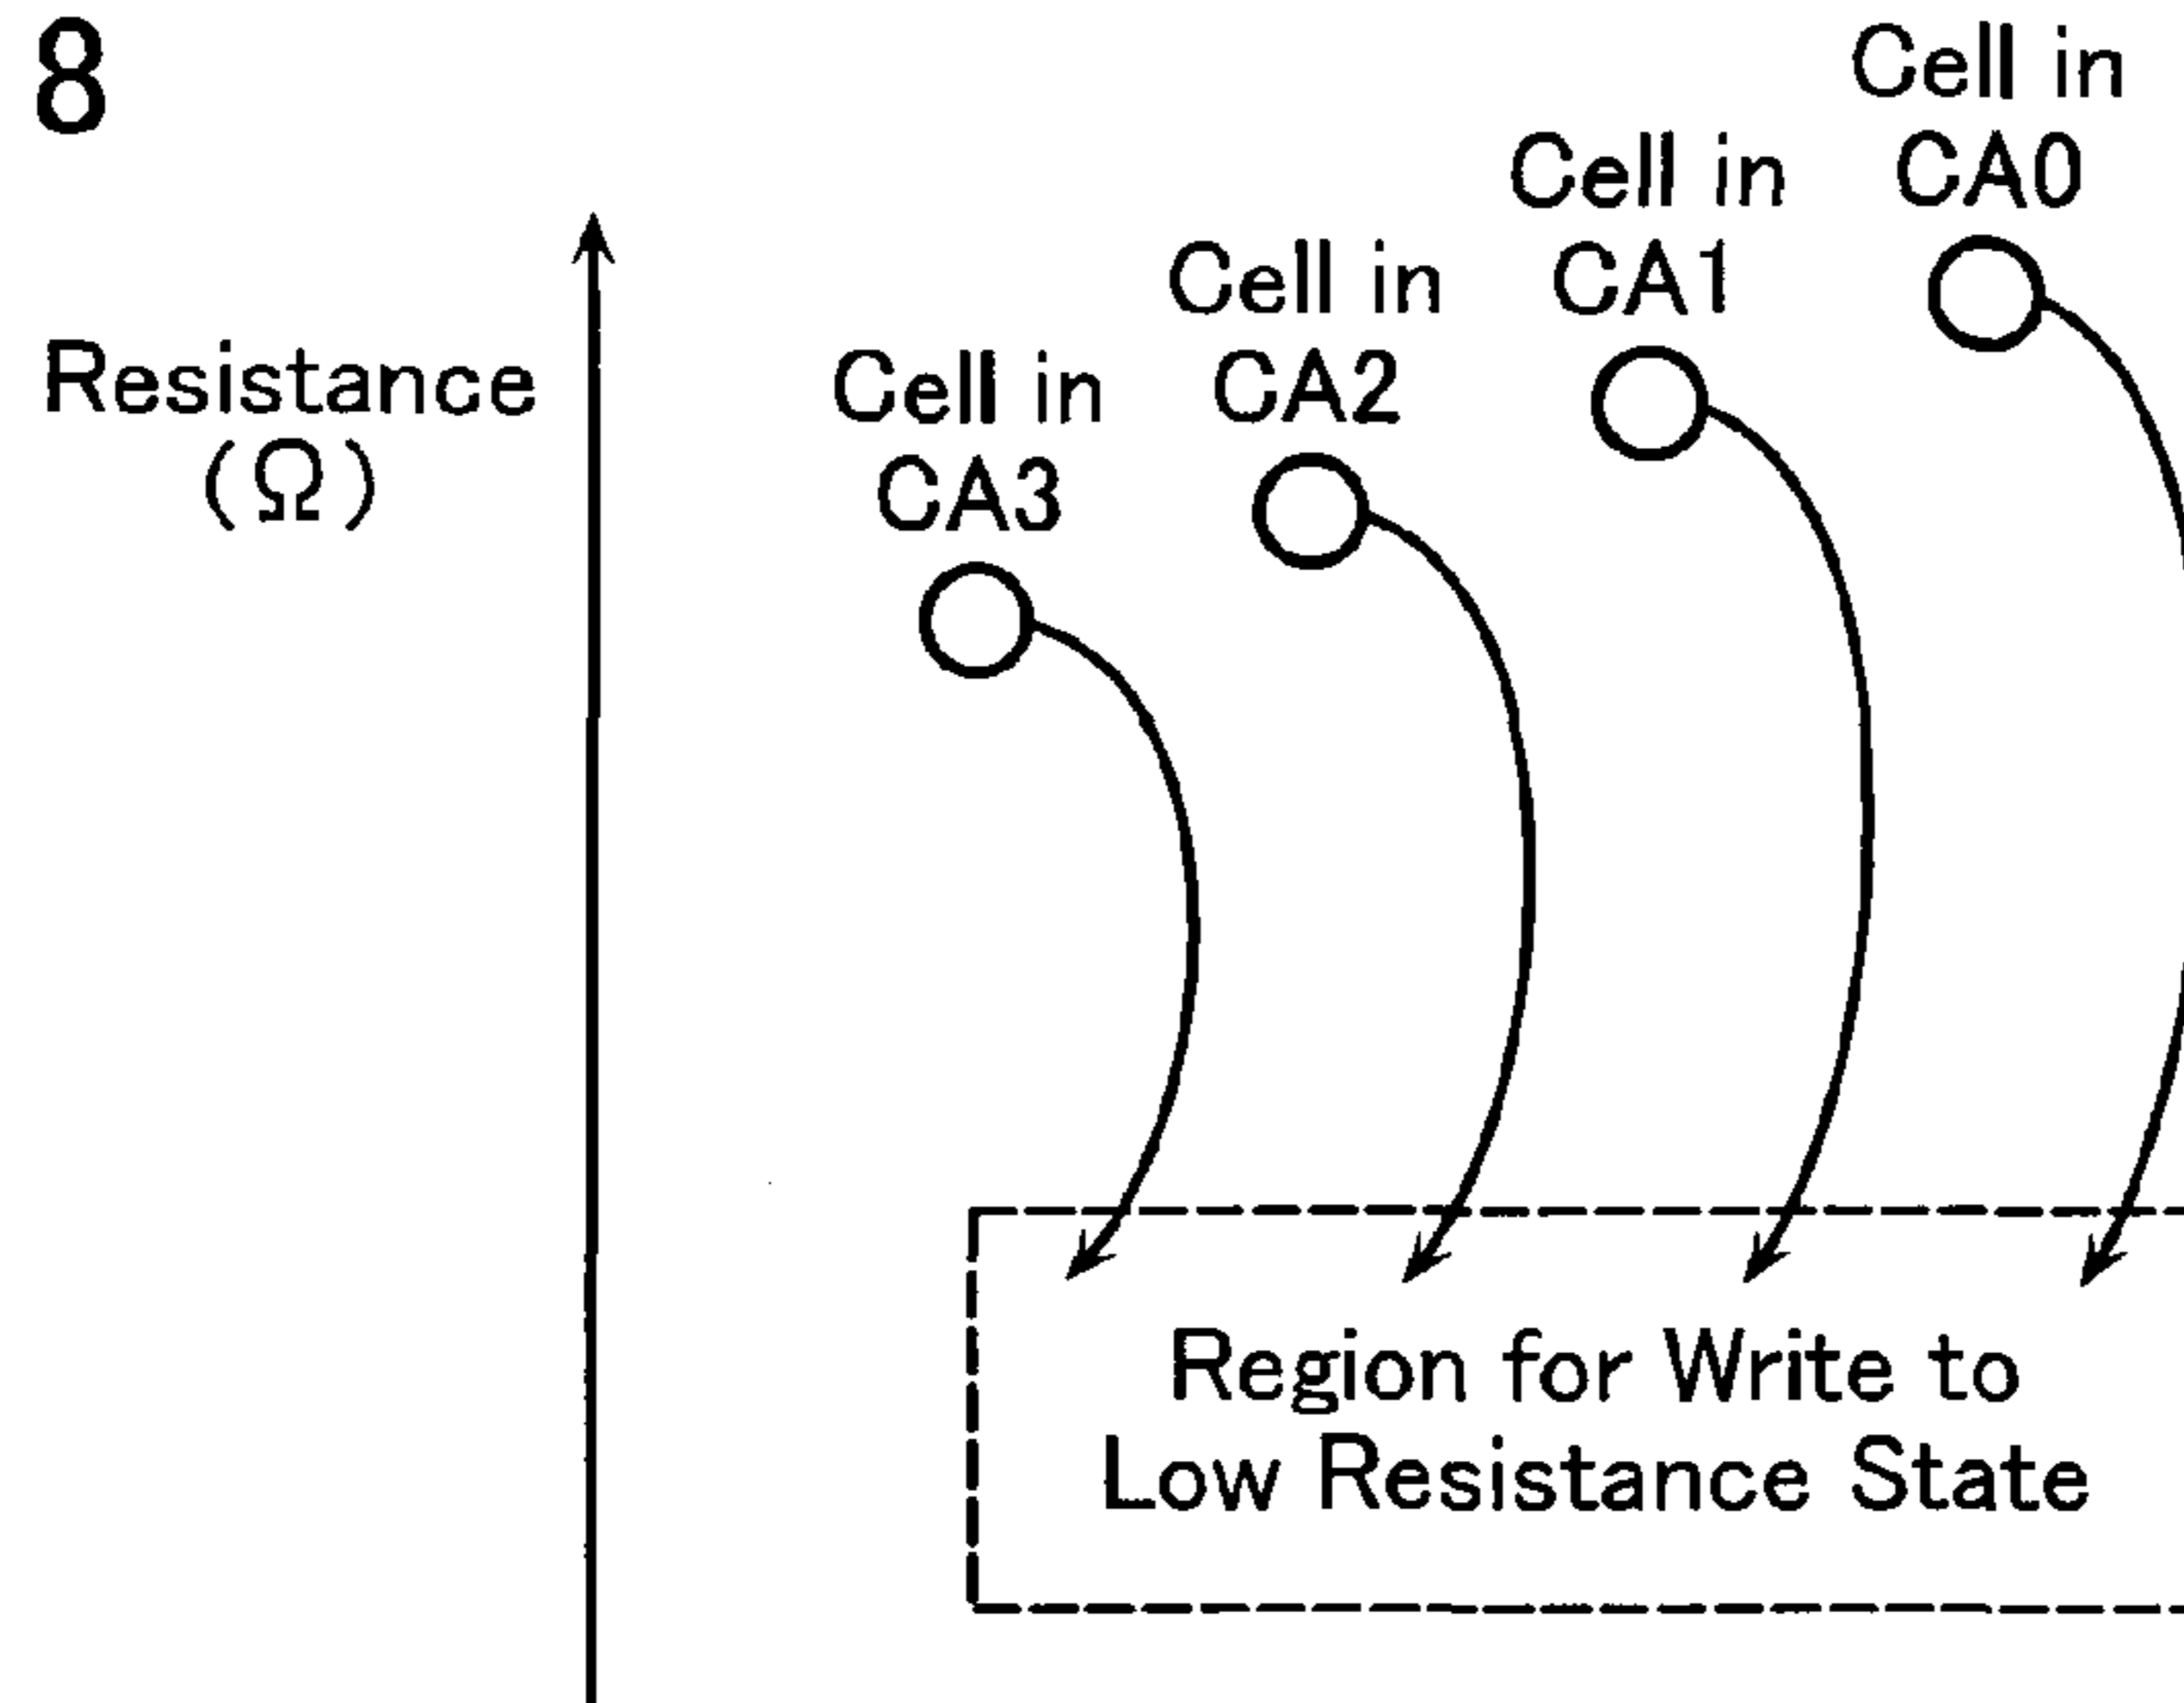 8
Cell in
CA0
Cell in
CA1
Cell in
CA2
Cell in
CA3
Resistance
(Ω)
Region for Write to
Low Resistance State